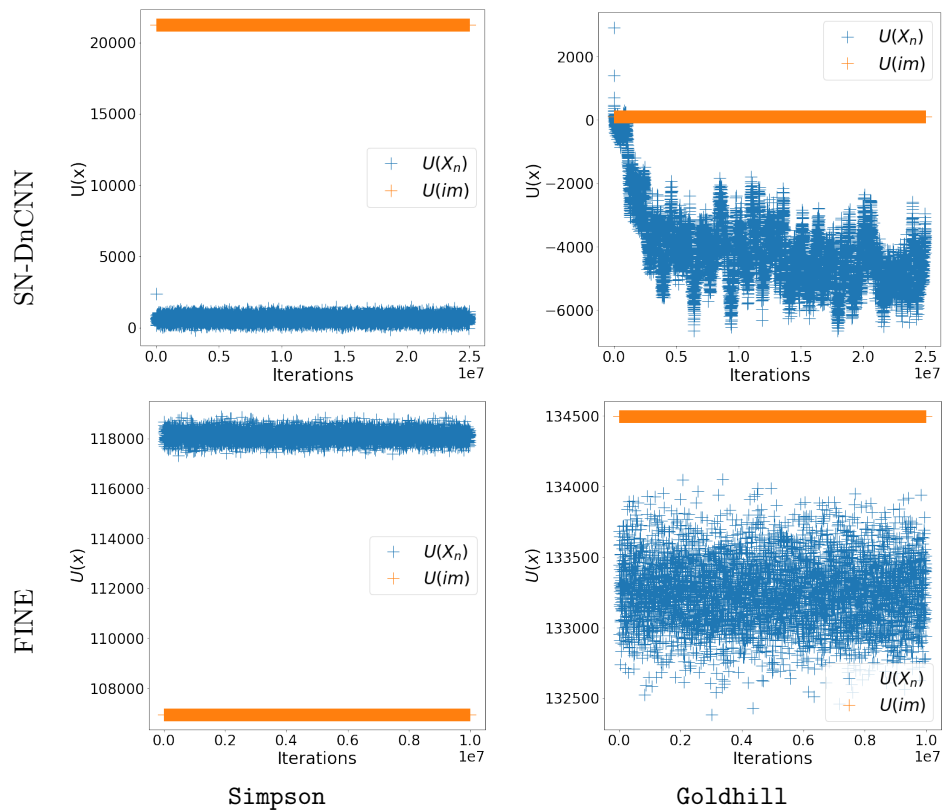 SN-DnCNN
U(x)
20000
15000
10000
5000
0
U(X_n)
U(im)
0.0 0.5 1.0 1.5 2.0 2.5
1e7
Iterations
U(x)
2000
0
−2000
−4000
−6000
U(X_n)
U(im)
0.0 0.5 1.0 1.5 2.0 2.5
1e7
Iterations
FINE
U(x)
118000
116000
114000
112000
110000
108000
U(X_n)
U(im)
0.0 0.2 0.4 0.6 0.8 1.0
1e7
Iterations
U(x)
134500
134000
133500
133000
132500
U(X_n)
U(im)
0.0 0.2 0.4 0.6 0.8 1.0
1e7
Iterations
Simpson
Goldhill